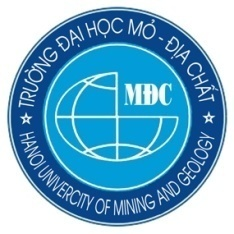 TRƯỜNG ĐẠI HỌC MỎ - ĐỊA CHẤT
MĐC
HANOI UNIVERCITY OF MINING AND GEOLOGY